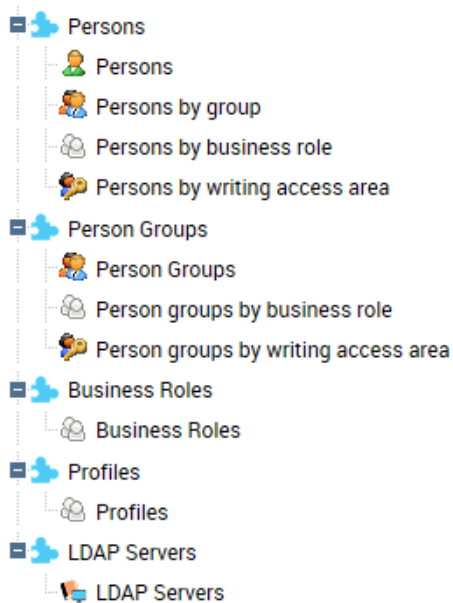 Persons
Persons
Persons by group
Persons by business role
Persons by writing access area
Person Groups
Person Groups
Person groups by business role
Person groups by writing access area
Business Roles
Business Roles
Profiles
Profiles
LDAP Servers
LDAP Servers